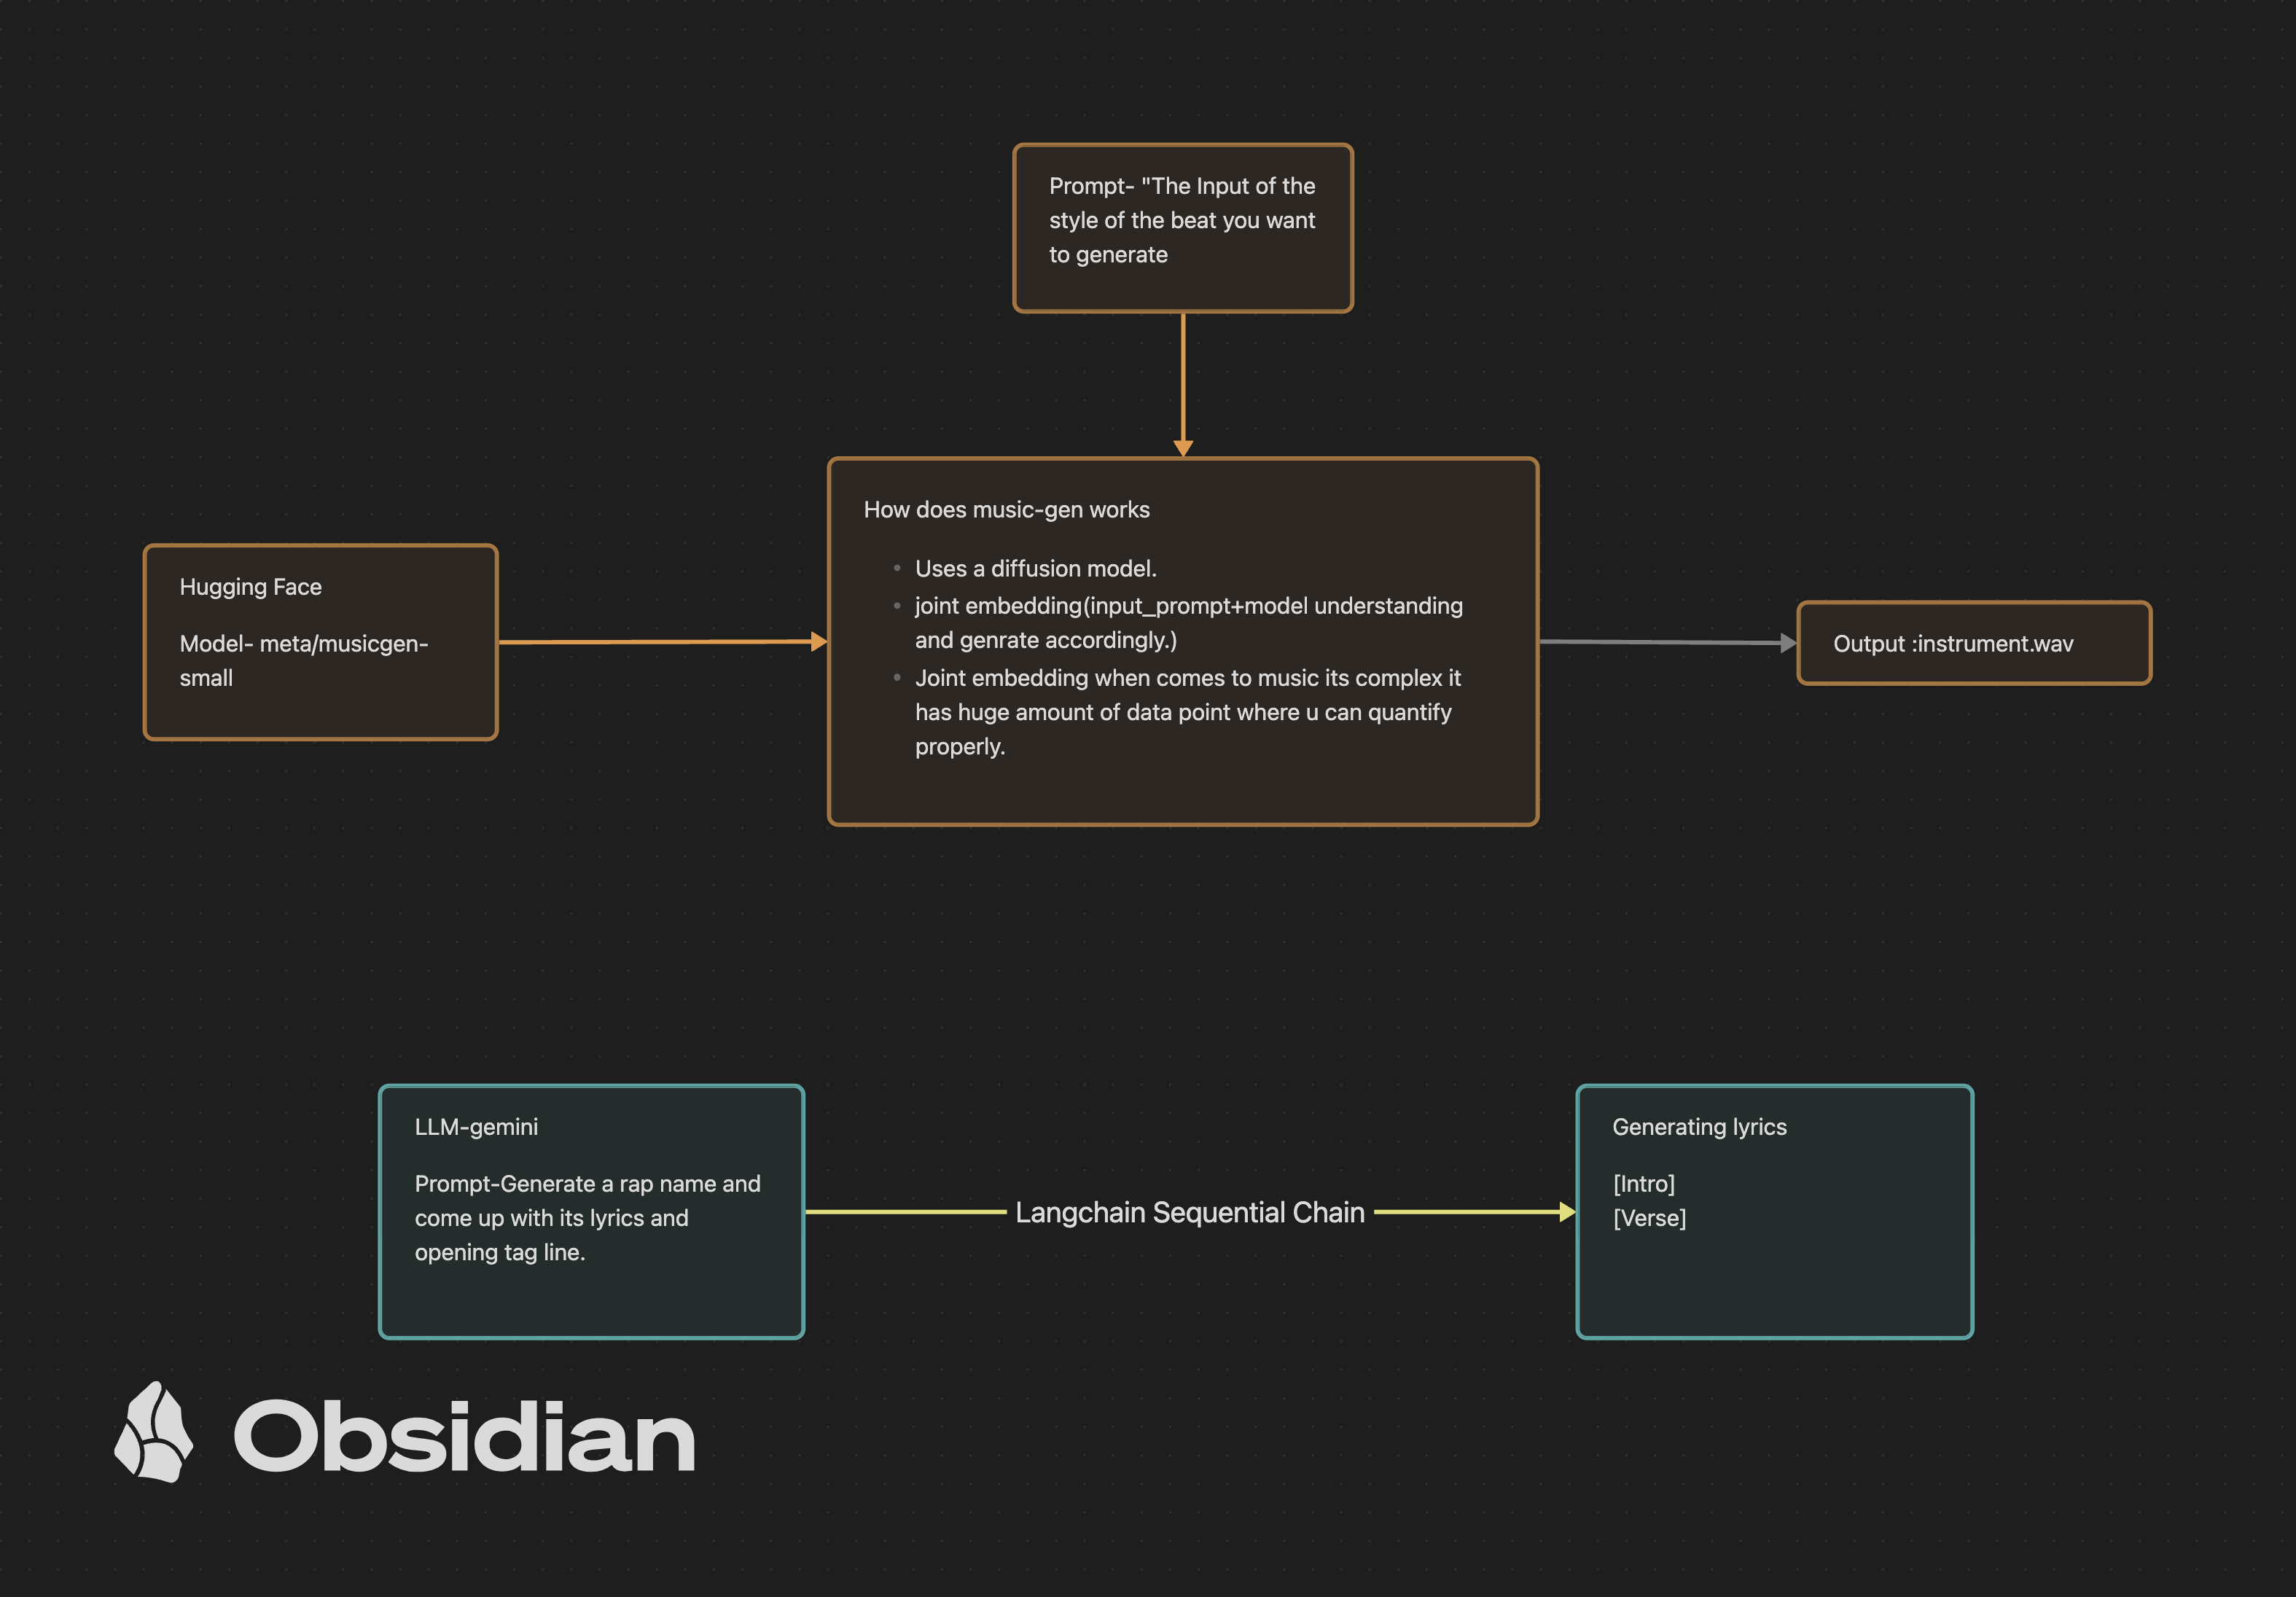 Prompt- "The Input of the
style of the beat you want
to generate
How does music-gen works
Uses a diffusion model.
joint embedding(input_prompt+model understanding
and genrate accordingly.)
Joint embedding when comes to music its complex it
has huge amount of data point where u can quantify
properly.
Hugging Face
Model- meta/musicgen-
small
Output :instrument.wav
LLM-gemini
Prompt-Generate a rap name and
come up with its lyrics and
opening tag line.
Langchain Sequential Chain
Generating lyrics
[Intro]
[Verse]
Obsidian